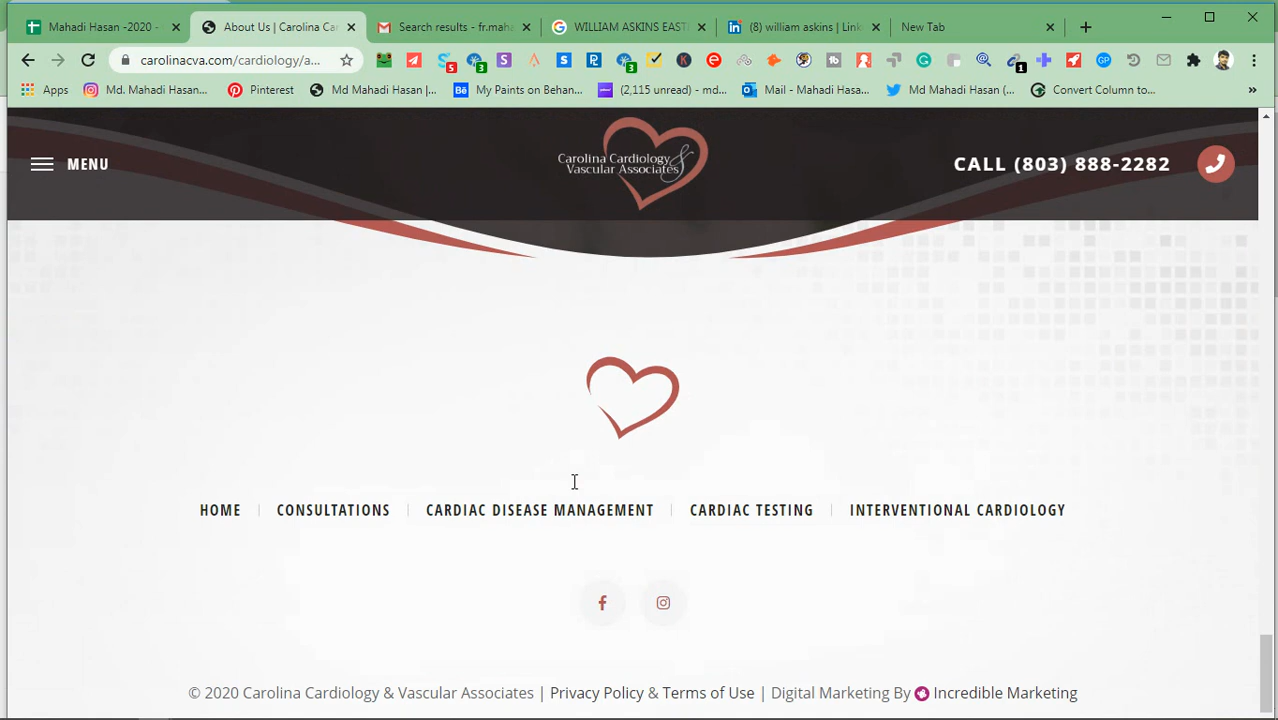 Mahadi Hasan -2020 -
About Us | Carolina Ca
Search results - fr.mah
WILLIAM ASKINS EAST
(8) william askins | Link
New Tab
carolinacva.com/cardiology/a...
5
3
3
1
Apps
Md. Mahadi Hasan...
Pinterest
Md Mahadi Hasan |...
My Paints on Behan...
(2,115 unread) - md...
Mail - Mahadi Hasa...
Md Mahadi Hasan (...
Convert Column to...
MENU
Carolina Cardiology &
Vascular Associates
CALL (803) 888-2282
HOME
CONSULTATIONS
CARDIAC DISEASE MANAGEMENT
CARDIAC TESTING
INTERVENTIONAL CARDIOLOGY
© 2020 Carolina Cardiology & Vascular Associates | Privacy Policy & Terms of Use | Digital Marketing By Incredible Marketing